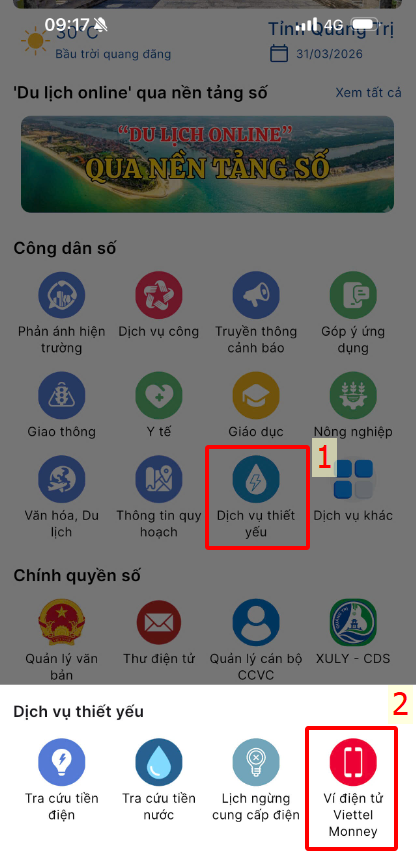 09:17
4G
30°C
Bầu trời quang đãng
Tỉnh Quảng Trị
31/03/2026
'Du lịch online' qua nền tảng số
Xem tất cả
“DU LỊCH ONLINE”
QUA NỀN TẢNG SỐ
Công dân số
Phản ánh hiện
trường
Dịch vụ công
Truyền thông
cảnh báo
Góp ý ứng
dụng
Giao thông
Y tế
Giáo dục
Nông nghiệp
1
Văn hóa, Du
lịch
Thông tin quy
hoạch
Dịch vụ thiết
yếu
Dịch vụ khác
Chính quyền số
Quản lý văn
bản
Thư điện tử
Quản lý cán bộ
CCVC
XULY - CDS
2
Dịch vụ thiết yếu
Tra cứu tiền
điện
Tra cứu tiền
nước
Lịch ngừng
cung cấp điện
Ví điện tử
Viettel
Monney